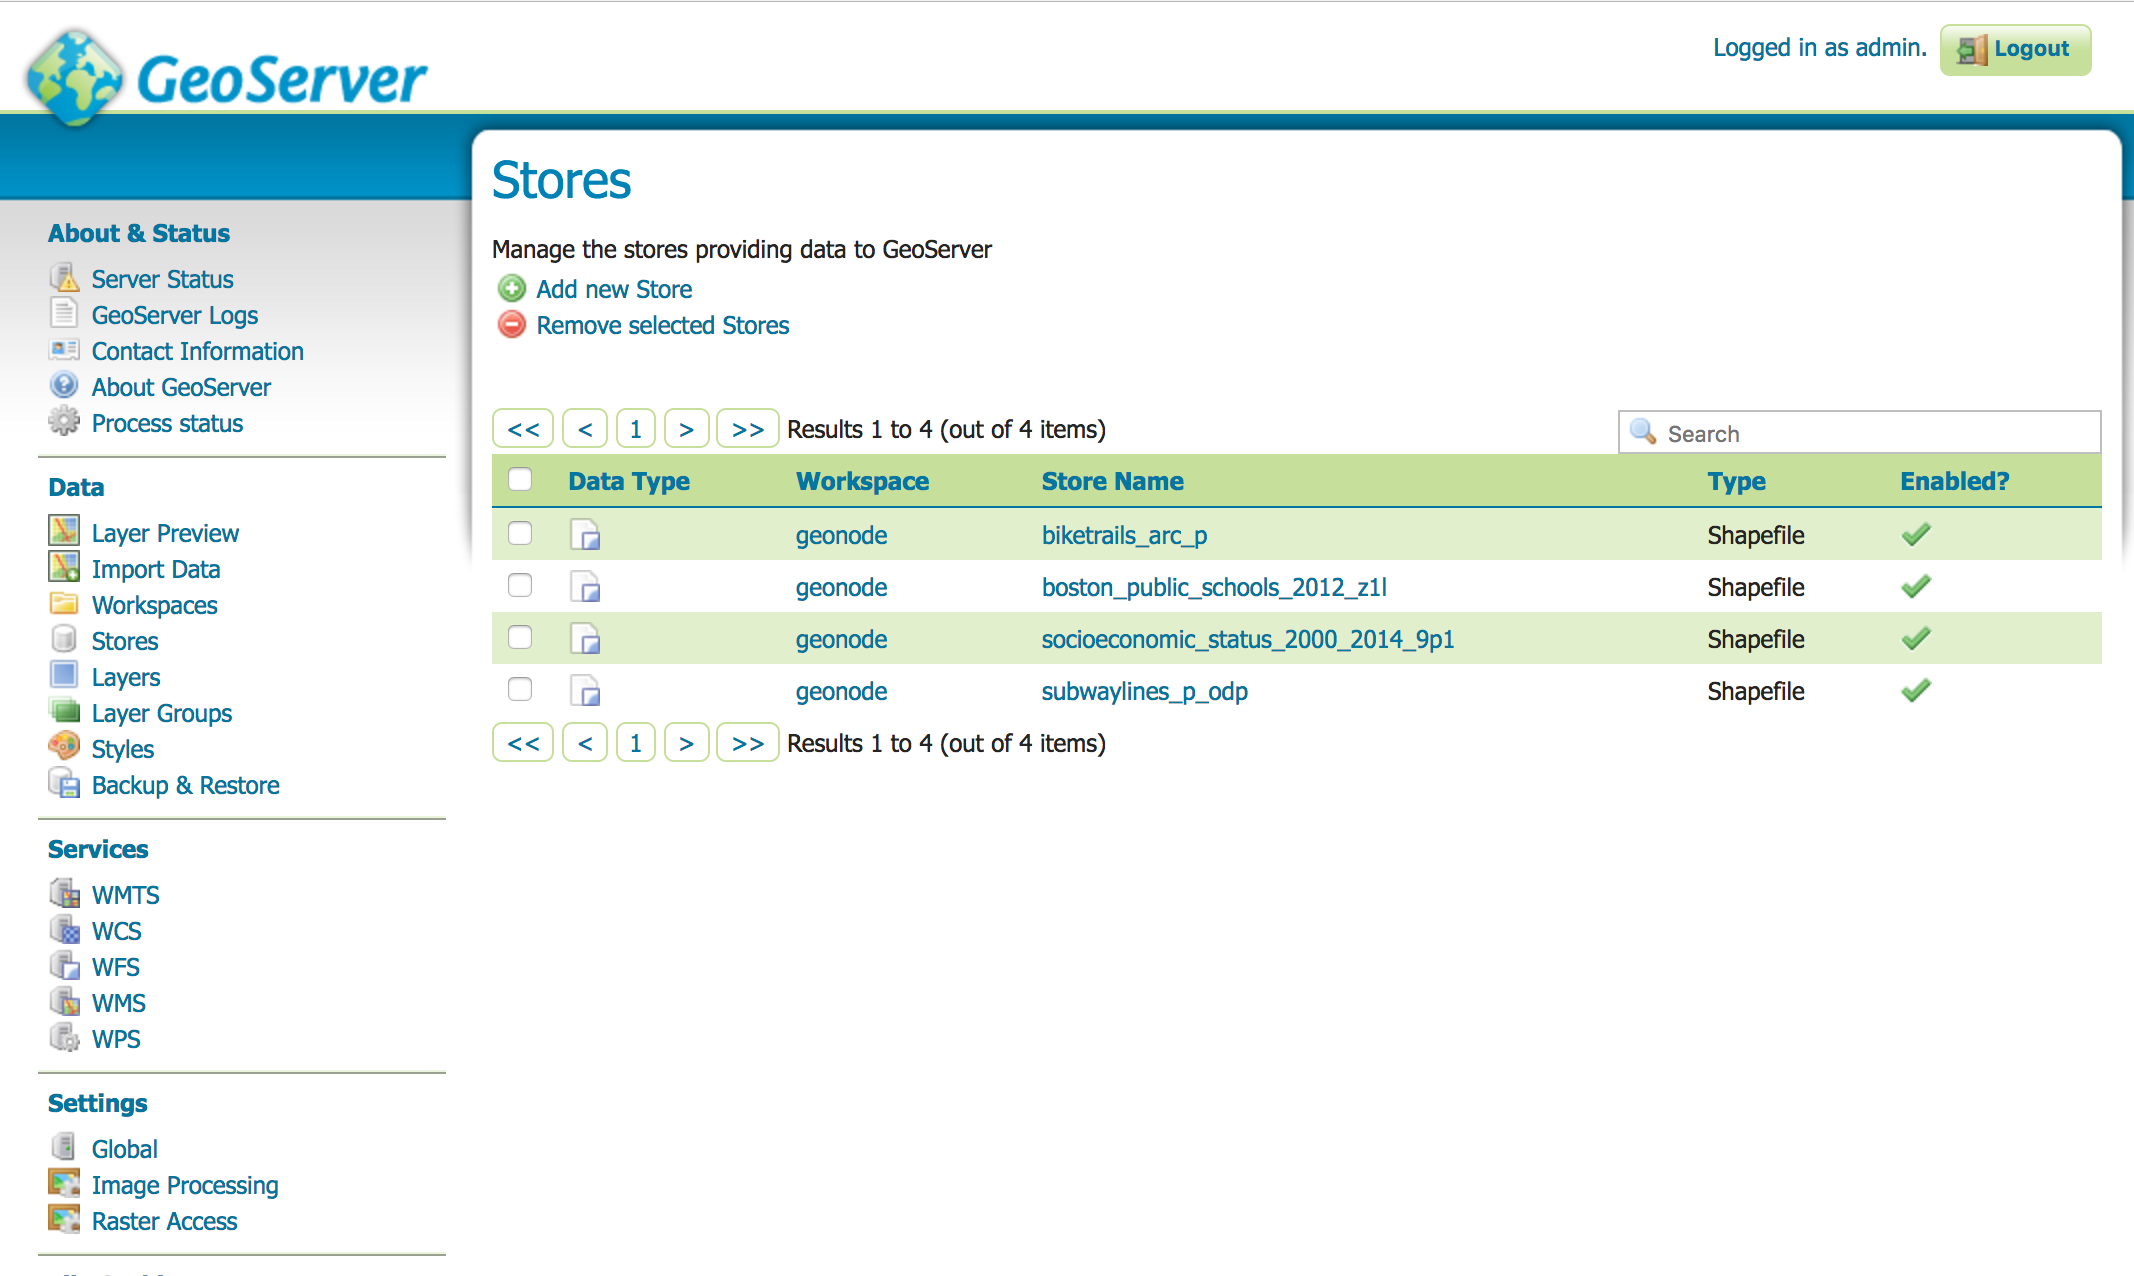 GeoServer
Logged in as admin.
Logout
About & Status
Server Status
GeoServer Logs
Contact Information
About GeoServer
Process status
Data
Layer Preview
Import Data
Workspaces
Stores
Layers
Layer Groups
Styles
Backup & Restore
Services
WMTS
WCS
WFS
WMS
WPS
Settings
Global
Image Processing
Raster Access
Stores
Manage the stores providing data to GeoServer
Add new Store
Remove selected Stores
<< < 1 > >> Results 1 to 4 (out of 4 items)
Search
Data Type Workspace Store Name Type Enabled?
geonode biketrails_arc_p Shapefile
geonode boston_public_schools_2012_z1l Shapefile
geonode socioeconomic_status_2000_2014_9p1 Shapefile
geonode subwaylines_p_odp Shapefile
<< < 1 > >> Results 1 to 4 (out of 4 items)